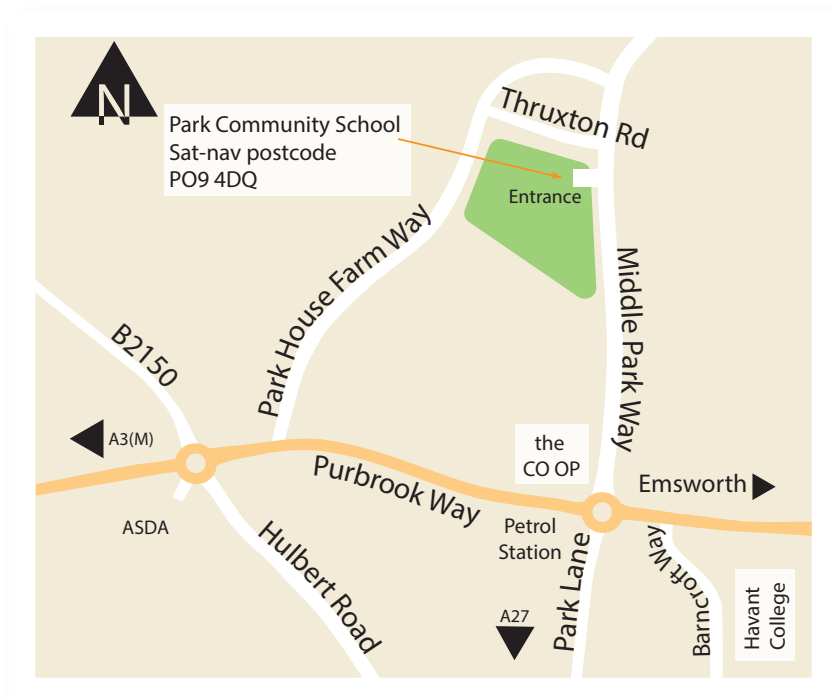 N
Park Community School
Sat-nav postcode
PO9 4DQ
Thruxton Rd
Entrance
Park House Farm Way
Middle Park Way
B2150
A3(M)
the
CO OP
Purbrook Way
Emsworth
ASDA
Petrol
Station
Hulbert Road
Park Lane
Barncroft Way
A27
Havant
College